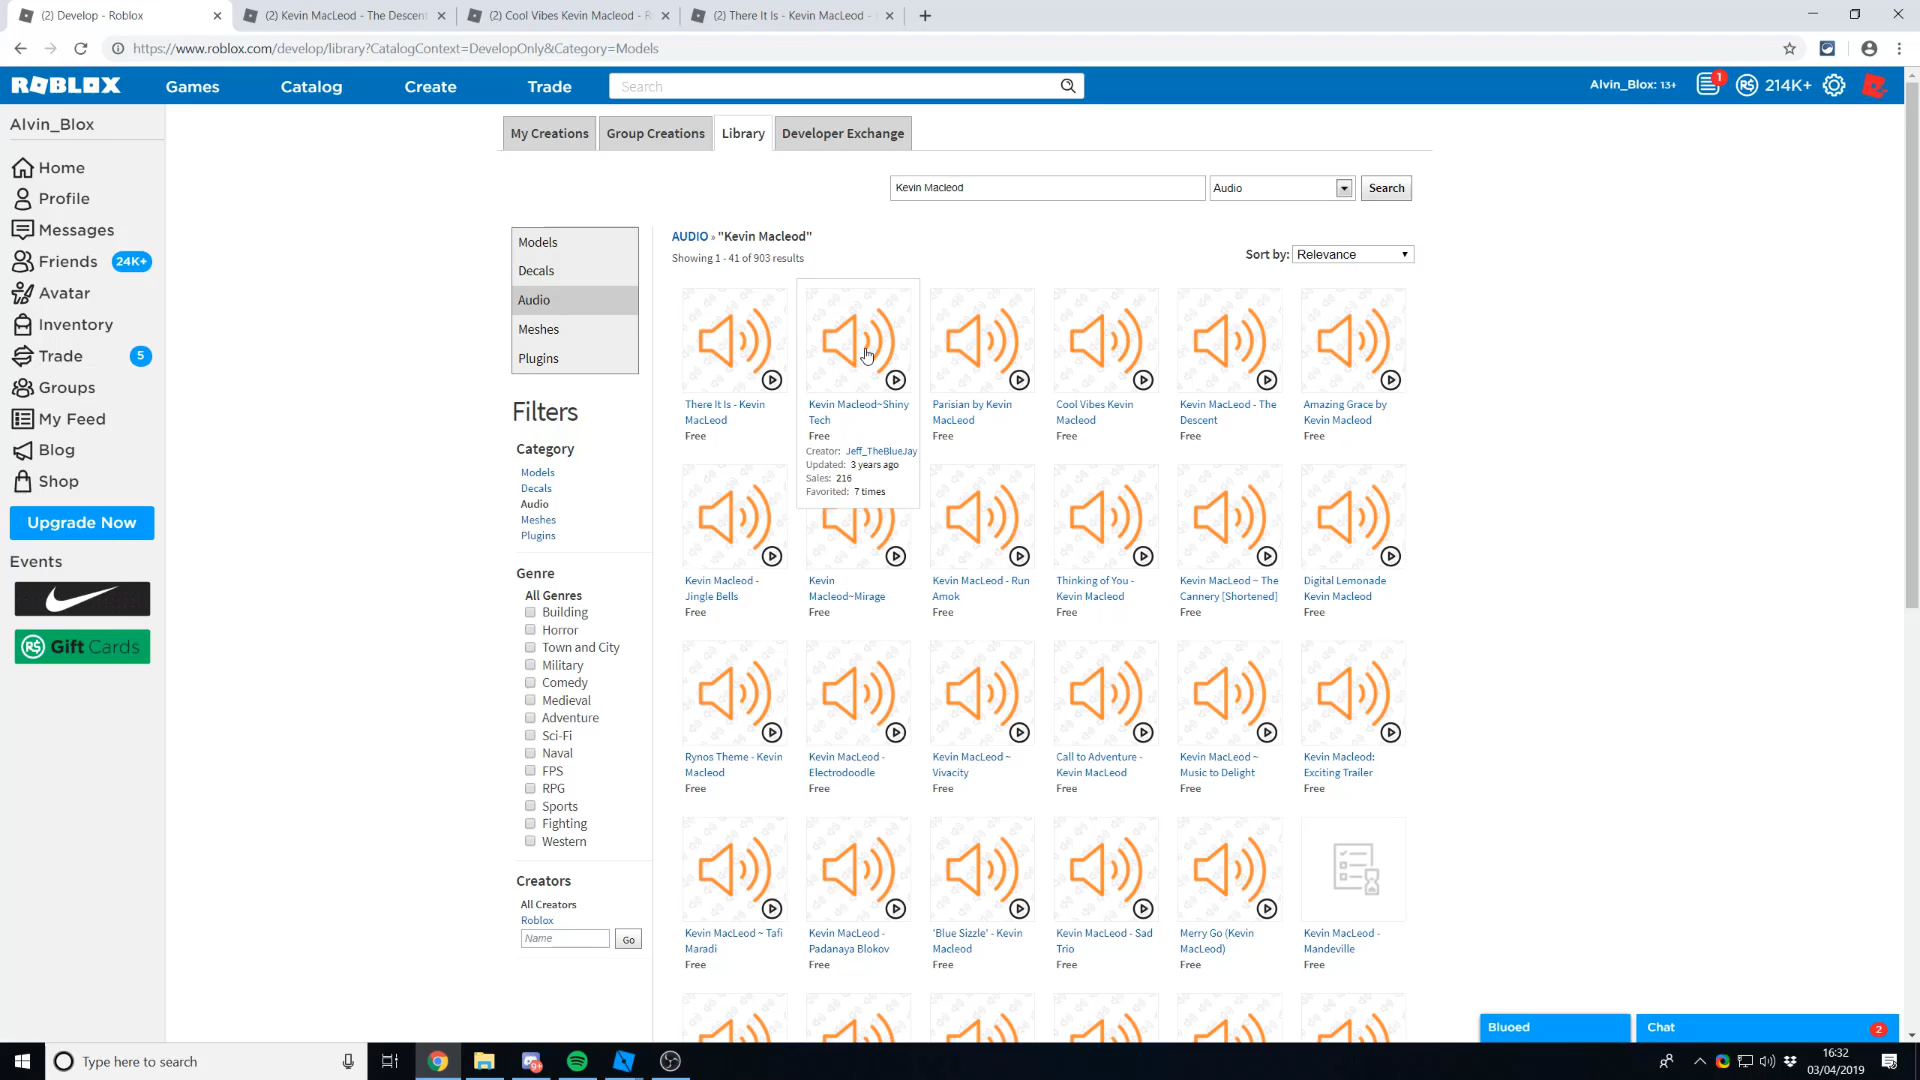 (2) Develop - Roblox
(2) Kevin MacLeod - The Descent
(2) Cool Vibes Kevin Macleod - R
(2) There It Is - Kevin MacLeod -
https://www.roblox.com/develop/library?CatalogContext=DevelopOnly&Category=Models
ROBLOX
Games
Catalog
Create
Trade
Search
Alvin_Blox: 13+
1
R$
214K+
Alvin_Blox
Home
Profile
Messages
Friends
24K+
Avatar
Inventory
Trade
5
Groups
My Feed
Blog
Shop
Upgrade Now
Events
R$ Gift Cards
My Creations
Group Creations
Library
Developer Exchange
Kevin Macleod
Audio
Search
Models
Decals
Audio
Meshes
Plugins
Filters
Category
Models
Decals
Audio
Meshes
Plugins
Genre
All Genres
Building
Horror
Town and City
Military
Comedy
Medieval
Adventure
Sci-Fi
Naval
FPS
RPG
Sports
Fighting
Western
Creators
All Creators
Roblox
Name
Go
AUDIO » "Kevin Macleod"
Showing 1 - 41 of 903 results
Sort by: Relevance
There It Is - Kevin
MacLeod
Free
Kevin Macleod~Shiny
Tech
Free
Creator: Jeff_TheBlueJay
Updated: 3 years ago
Sales: 216
Favorited: 7 times
Parisian by Kevin
MacLeod
Free
Cool Vibes Kevin
Macleod
Free
Kevin MacLeod - The
Descent
Free
Amazing Grace by
Kevin Macleod
Free
Kevin Macleod -
Jingle Bells
Free
Kevin
Macleod~Mirage
Free
Kevin MacLeod - Run
Amok
Free
Thinking of You -
Kevin Macleod
Free
Kevin MacLeod ~ The
Cannery [Shortened]
Free
Digital Lemonade
Kevin Macleod
Free
Rynos Theme - Kevin
Macleod
Free
Kevin MacLeod -
Electrodoodle
Free
Kevin MacLeod ~
Vivacity
Free
Call to Adventure -
Kevin MacLeod
Free
Kevin MacLeod ~
Music to Delight
Free
Kevin Macleod:
Exciting Trailer
Free
Kevin MacLeod ~ Tafi
Maradi
Free
Kevin MacLeod -
Padanaya Blokov
Free
'Blue Sizzle' - Kevin
Macleod
Free
Kevin MacLeod - Sad
Trio
Free
Merry Go (Kevin
MacLeod)
Free
Kevin MacLeod -
Mandeville
Free
Bluoed
Chat
2
Type here to search
9+
16:32
03/04/2019